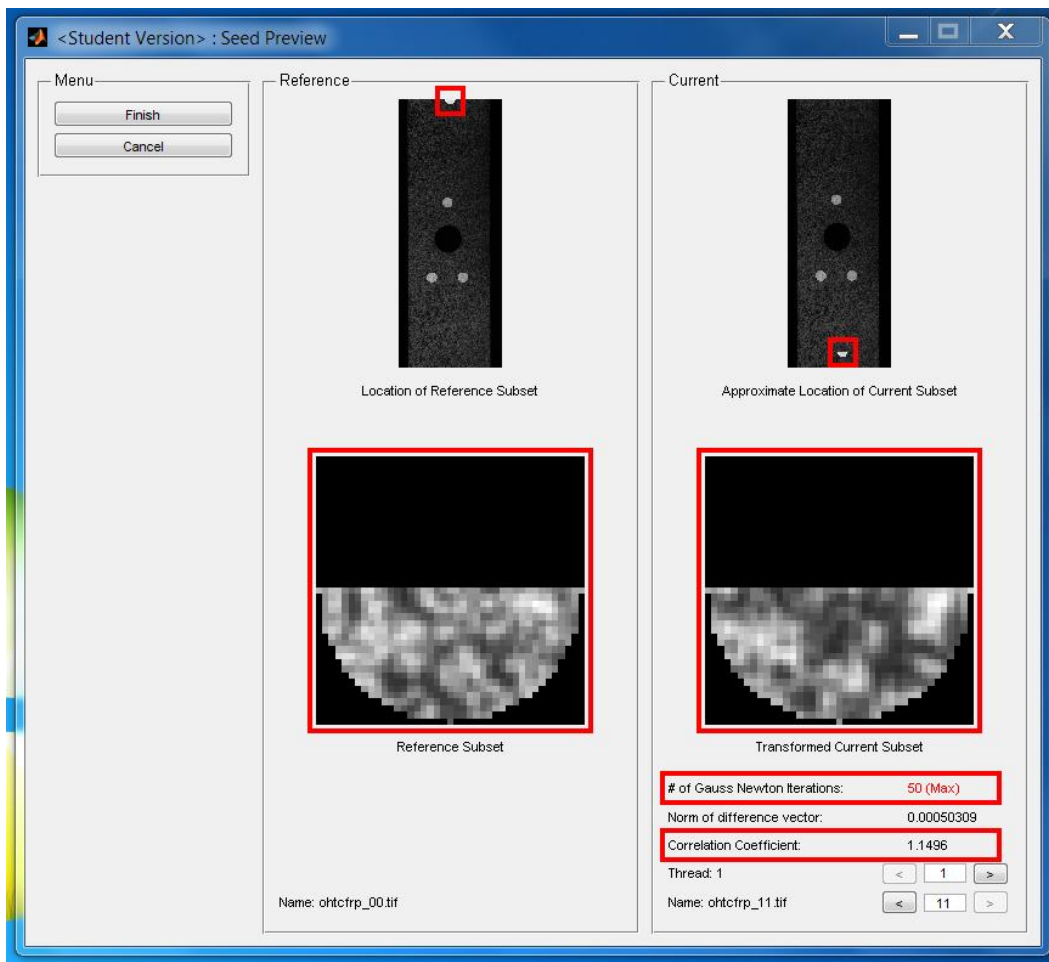 <Student Version> : Seed Preview
Menu
Finish
Cancel
Reference
Location of Reference Subset
Reference Subset
Name: ohtcfrp_00.tif
Current
Approximate Location of Current Subset
Transformed Current Subset
# of Gauss Newton Iterations: 50 (Max)
Norm of difference vector: 0.00050309
Correlation Coefficient: 1.1496
Thread: 1 < 1 >
Name: ohtcfrp_11.tif < 11 >